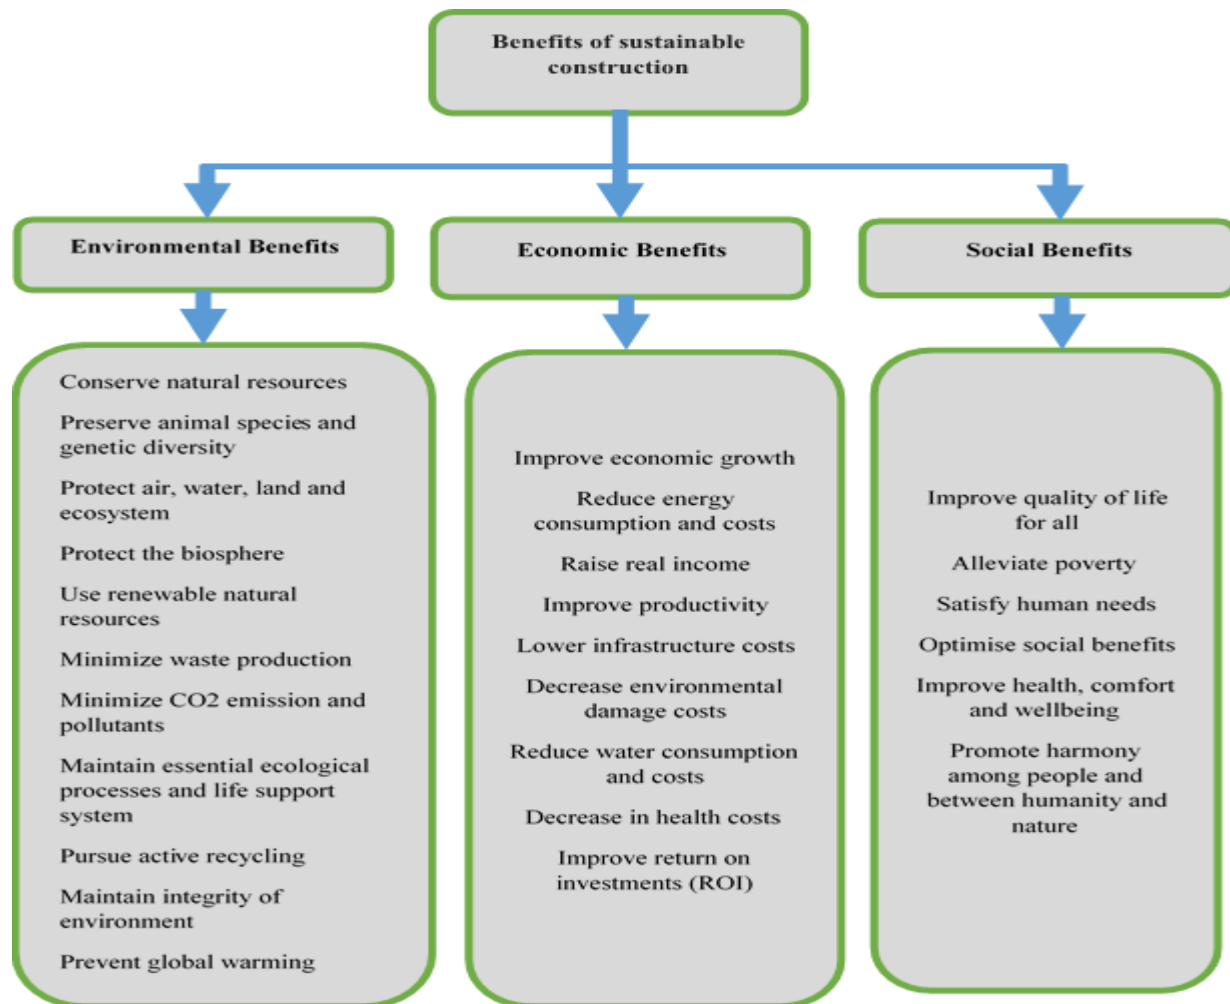 Benefits of sustainable
construction
Environmental Benefits
Economic Benefits
Social Benefits
Conserve natural resources
Preserve animal species and
genetic diversity
Protect air, water, land and
ecosystem
Protect the biosphere
Use renewable natural
resources
Minimize waste production
Minimize CO2 emission and
pollutants
Maintain essential ecological
processes and life support
system
Pursue active recycling
Maintain integrity of
environment
Prevent global warming
Improve economic growth
Reduce energy
consumption and costs
Raise real income
Improve productivity
Lower infrastructure costs
Decrease environmental
damage costs
Reduce water consumption
and costs
Decrease in health costs
Improve return on
investments (ROI)
Improve quality of life
for all
Alleviate poverty
Satisfy human needs
Optimise social benefits
Improve health, comfort
and wellbeing
Promote harmony
among people and
between humanity and
nature